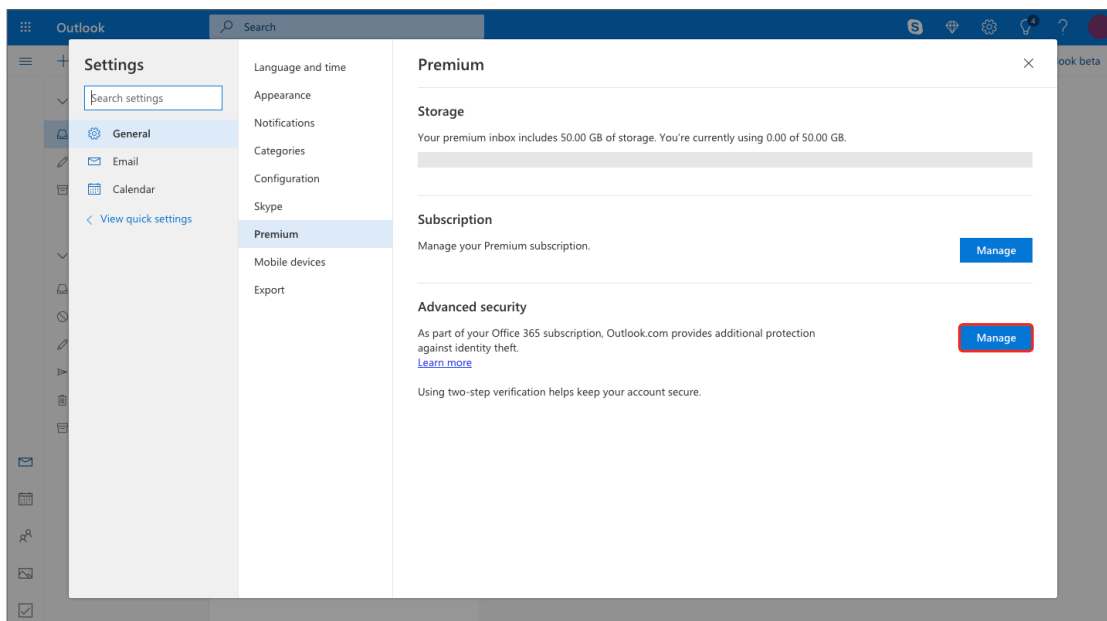 Outlook
Search
4
?
ook beta
Settings
Search settings
General
Email
Calendar
View quick settings
Language and time
Appearance
Notifications
Categories
Configuration
Skype
Premium
Mobile devices
Export
Premium
Storage
Your premium inbox includes 50.00 GB of storage. You're currently using 0.00 of 50.00 GB.
Subscription
Manage your Premium subscription.
Manage
Advanced security
As part of your Office 365 subscription, Outlook.com provides additional protection
against identity theft.
Manage
Learn more
Using two-step verification helps keep your account secure.